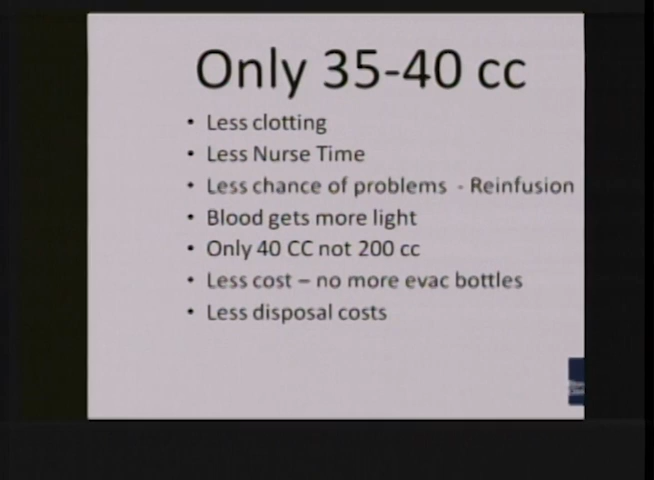 Only 35-40 cc
• Less clotting
• Less Nurse Time
• Less chance of problems - Reinfusion
• Blood gets more light
• Only 40 CC not 200 cc
• Less cost – no more evac bottles
• Less disposal costs